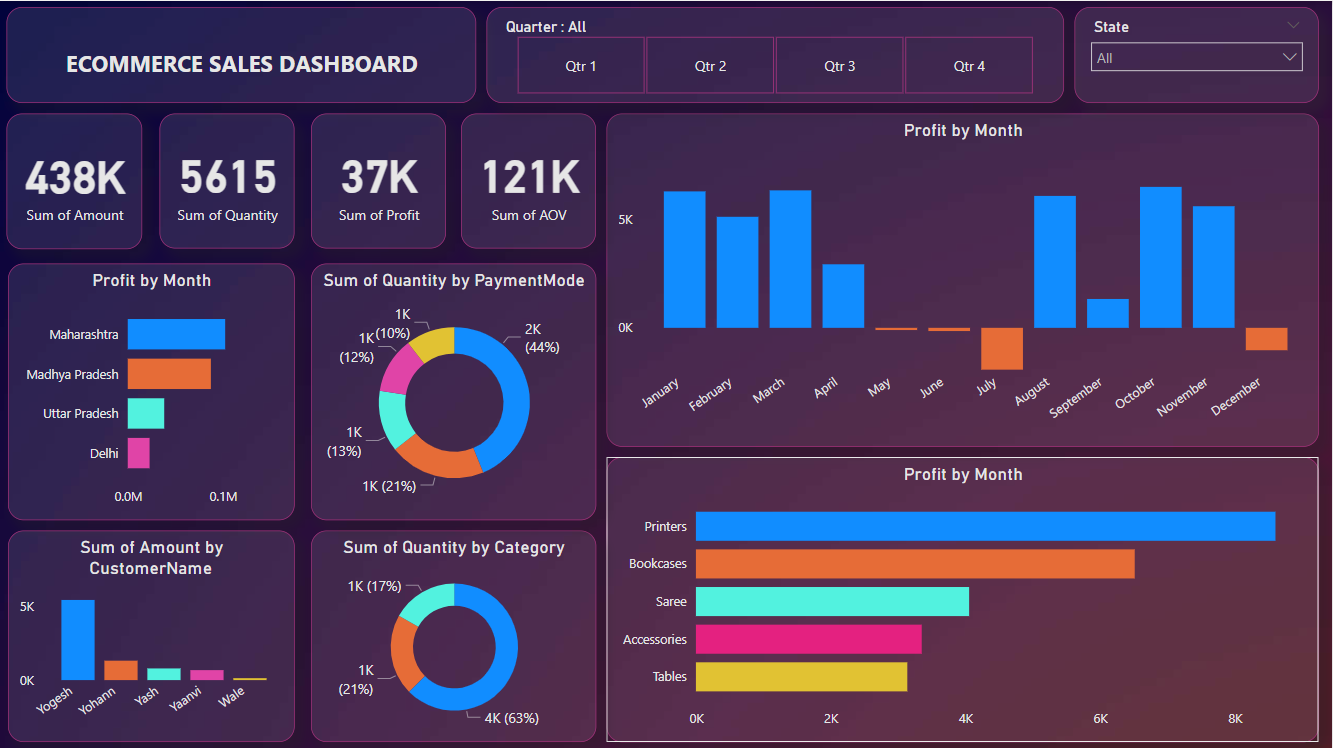 ECOMMERCE SALES DASHBOARD
Quarter : All
Qtr 1
Qtr 2
Qtr 3
Qtr 4
State
All
438K
Sum of Amount
5615
Sum of Quantity
37K
Sum of Profit
121K
Sum of AOV
Profit by Month
5K
0K
January
February
March
April
May
June
July
August
September
October
November
December
Profit by Month
Maharashtra
Madhya Pradesh
Uttar Pradesh
Delhi
0.0M
0.1M
Sum of Quantity by PaymentMode
2K
(44%)
1K (21%)
1K
(13%)
1K
(12%)
1K
(10%)
Profit by Month
Printers
Bookcases
Saree
Accessories
Tables
0K
2K
4K
6K
8K
Sum of Amount by
CustomerName
5K
0K
Yogesh
Yohann
Yash
Yaanvi
Wale
Sum of Quantity by Category
1K (17%)
1K
(21%)
4K (63%)